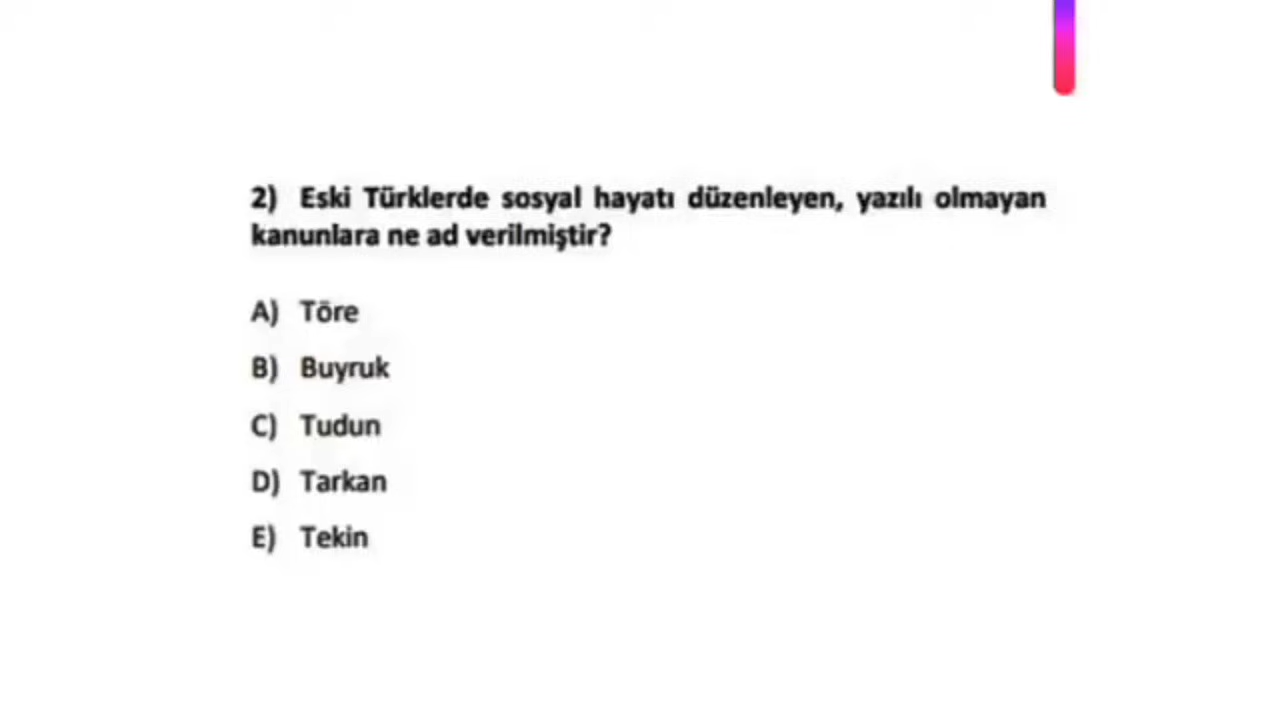 2) Eski Türklerde sosyal hayatı düzenleyen, yazılı olmayan
kanunlara ne ad verilmiştir?
A) Töre
B) Buyruk
C) Tudun
D) Tarkan
E) Tekin